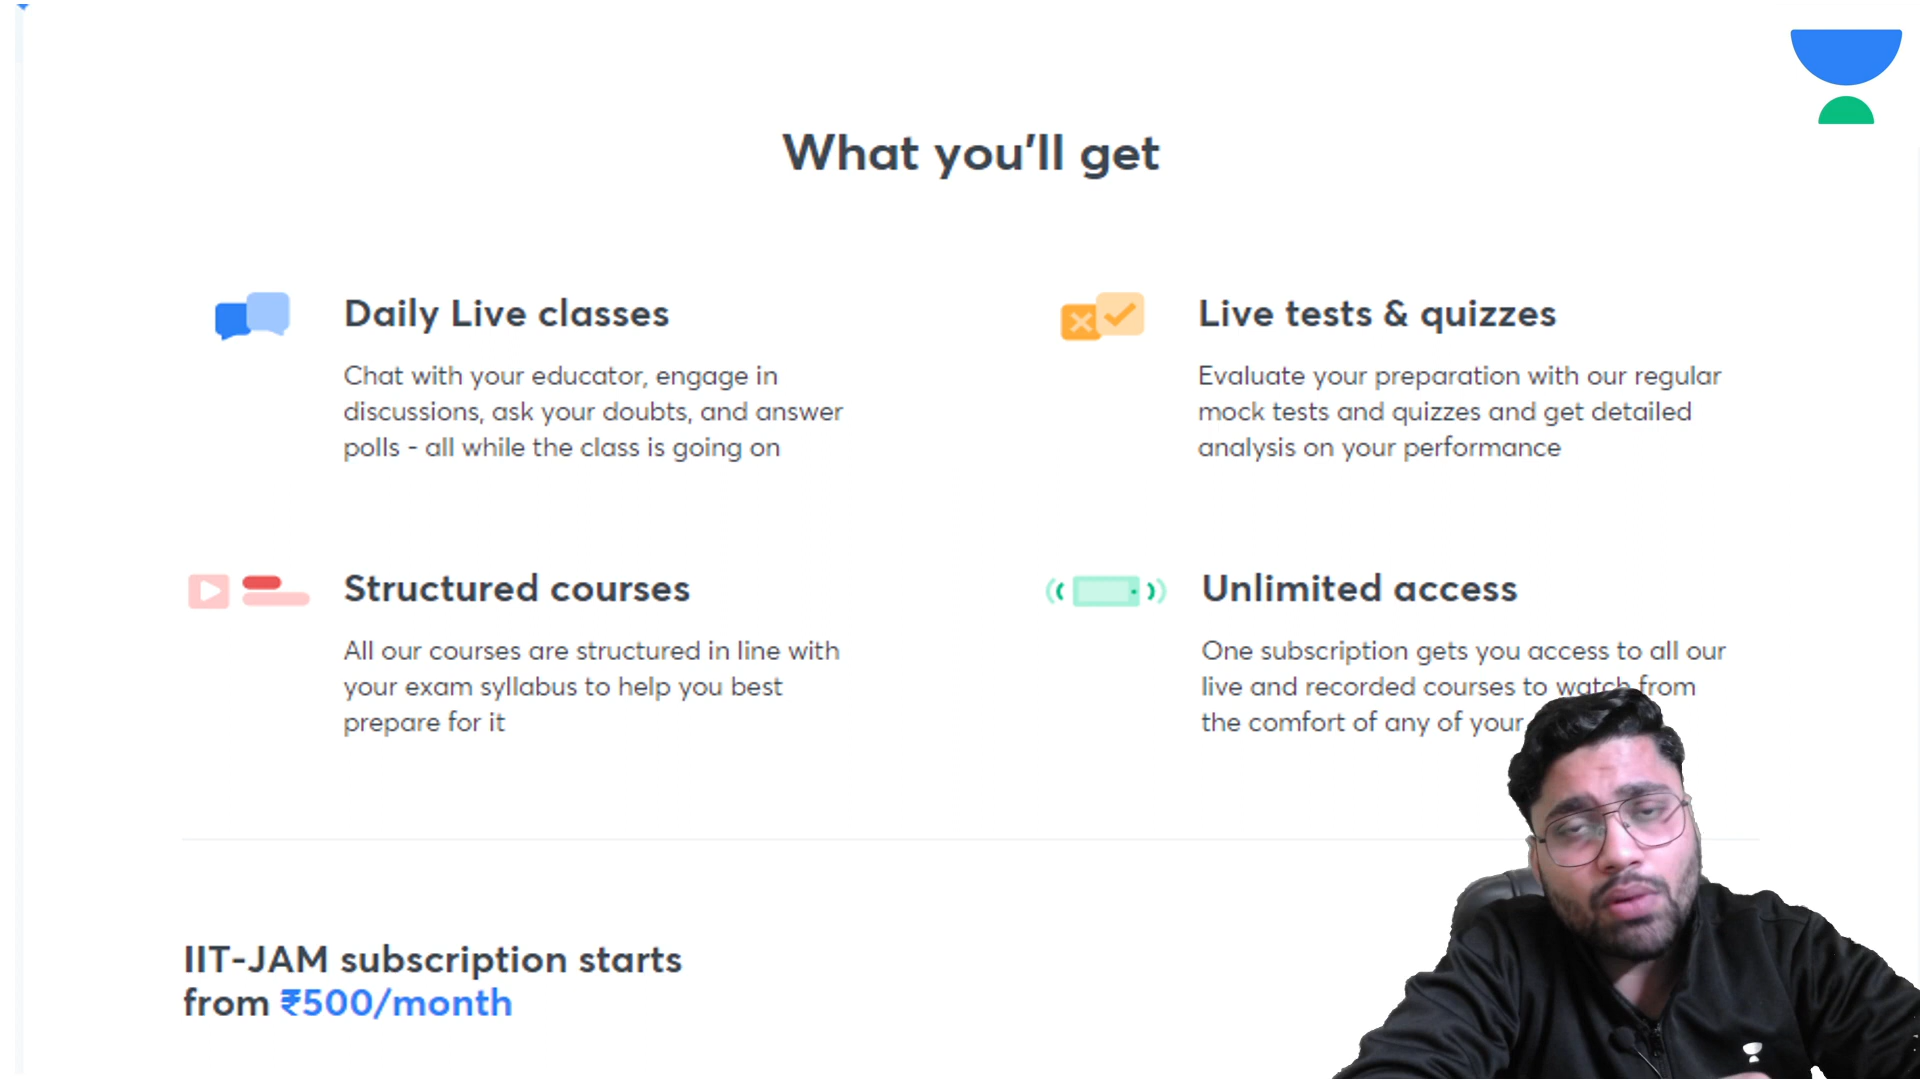 What you'll get
Daily Live classes
Chat with your educator, engage in
discussions, ask your doubts, and answer
polls - all while the class is going on
Live tests & quizzes
Evaluate your preparation with our regular
mock tests and quizzes and get detailed
analysis on your performance
Structured courses
All our courses are structured in line with
your exam syllabus to help you best
prepare for it
Unlimited access
One subscription gets you access to all our
live and recorded courses to watch from
the comfort of any of your
IIT-JAM subscription starts
from ₹500/month